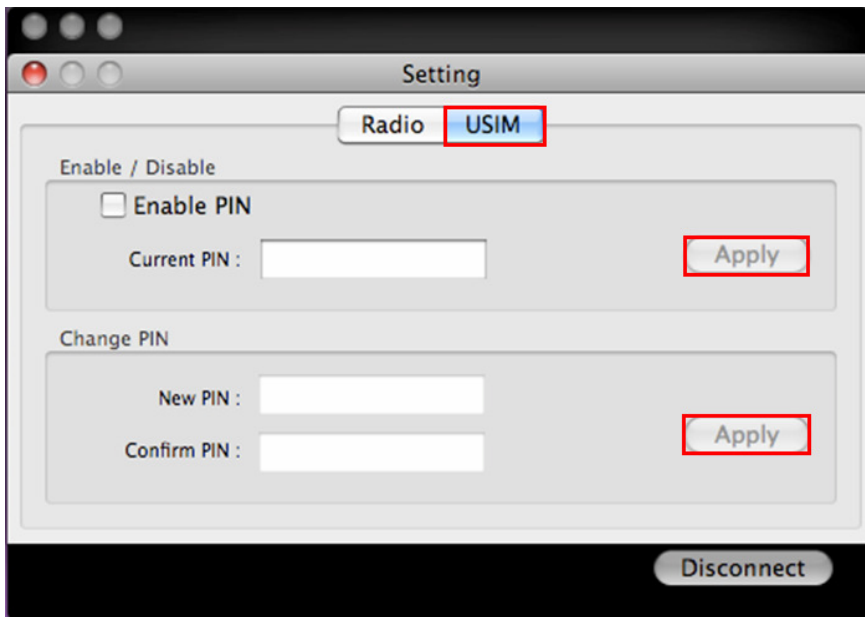 Setting
Radio USIM
Enable / Disable
Enable PIN
Current PIN :
Apply
Change PIN
New PIN :
Confirm PIN :
Apply
Disconnect